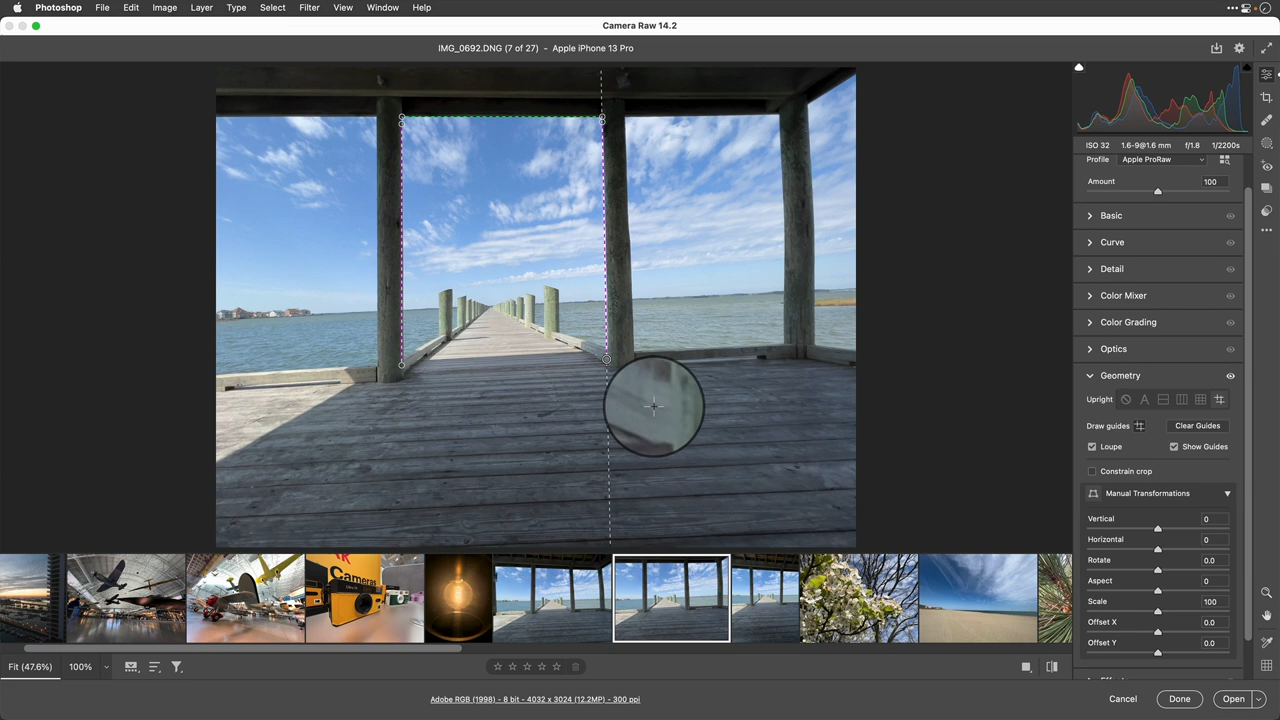 Photoshop File Edit Image Layer Type Select Filter View Window Help
Camera Raw 14.2
IMG_0692.DNG (7 of 27) - Apple iPhone 13 Pro
ISO 32 1.6-9@1.6 mm f/1.8 1/2200s
Profile Apple ProRaw
Amount 100
Basic
Curve
Detail
Color Mixer
Color Grading
Optics
Geometry
Upright A
Draw guides Clear Guides
Loupe Show Guides
Constrain crop
Manual Transformations
Vertical 0
Horizontal 0
Rotate 0.0
Aspect 0
Scale 100
Offset X 0.0
Offset Y 0.0
Cameras
Fit (47.6%) 100%
Adobe RGB (1998) - 8 bit - 4032 x 3024 (12.2MP) - 300 ppi
Cancel Done Open